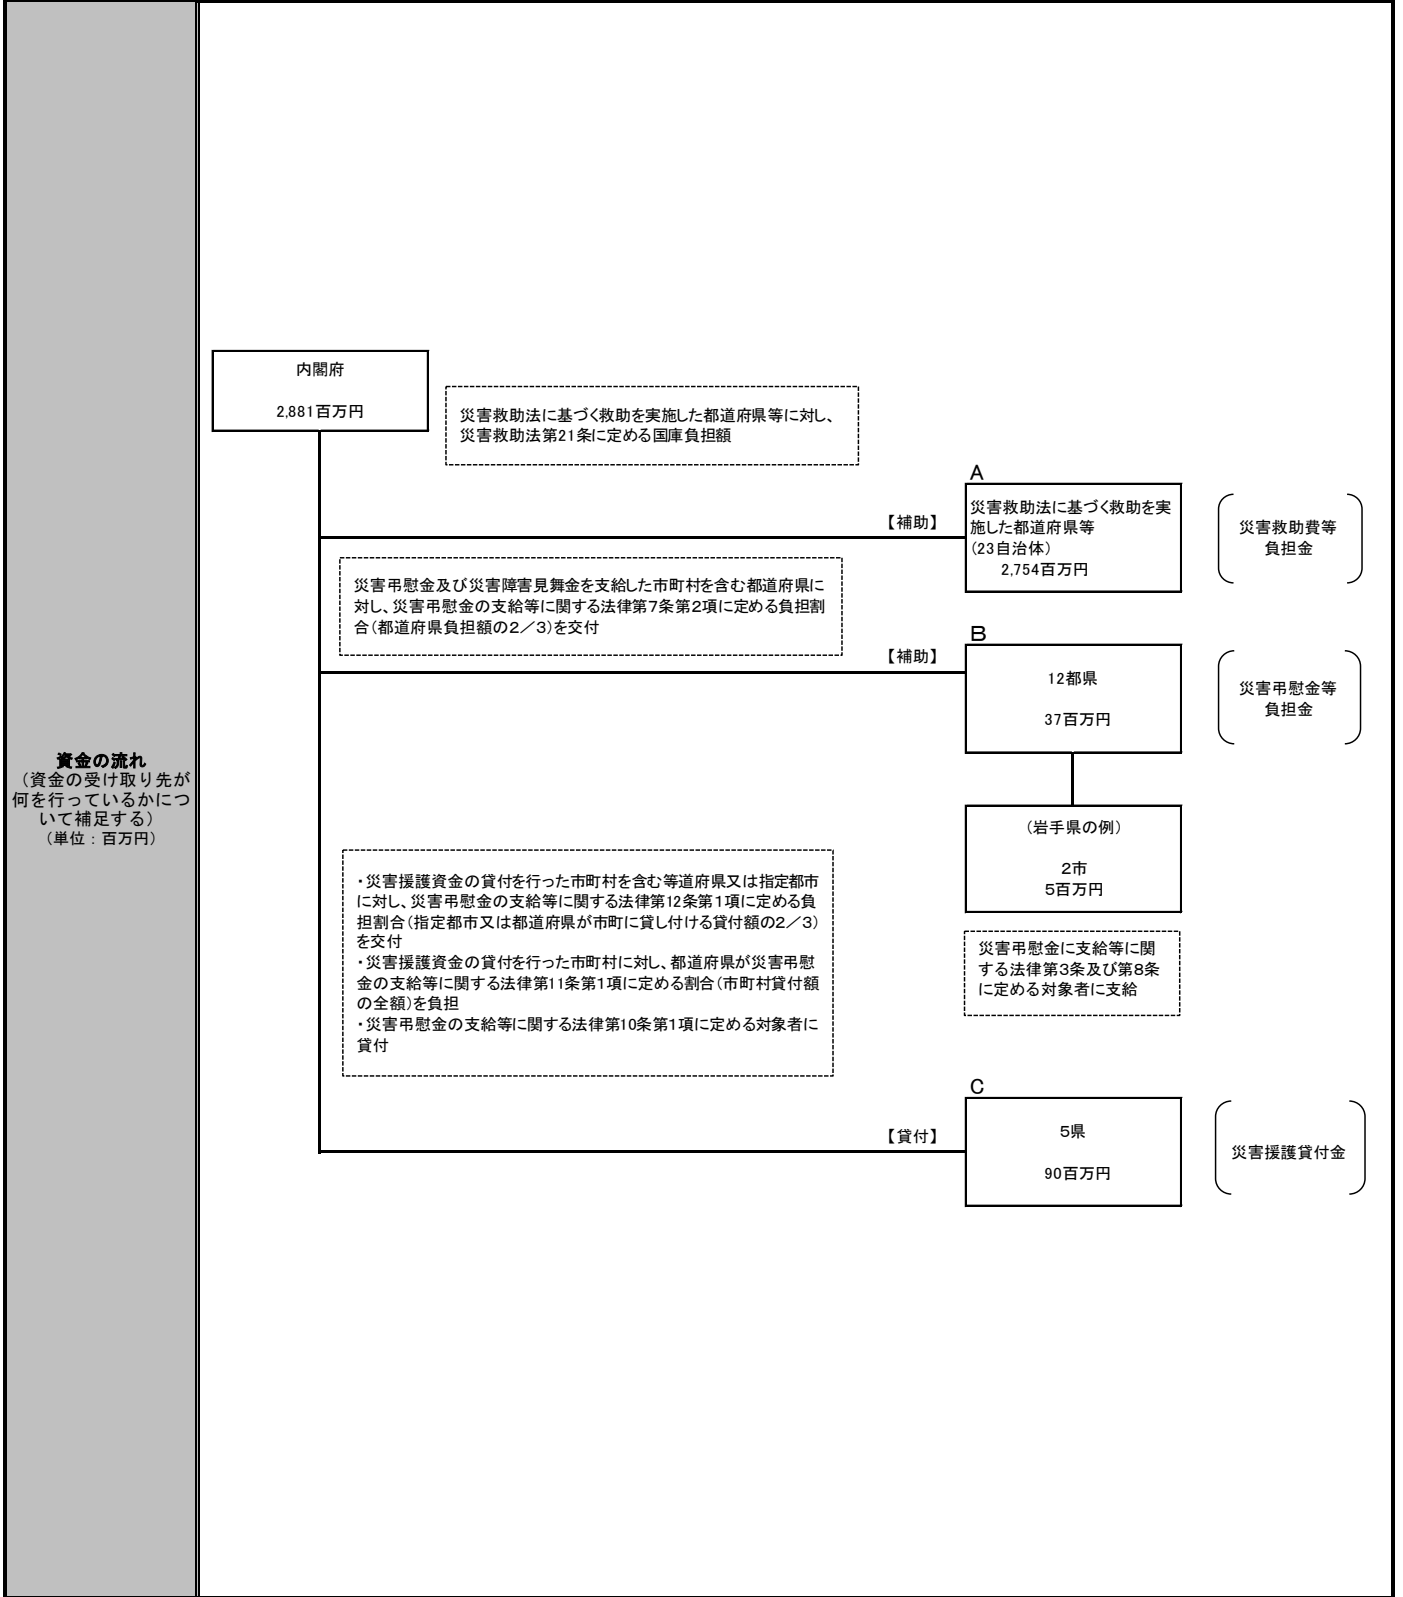 資金の流れ
（資金の受け取り先が
何を行っているかにつ
いて補足する）
（単位：百万円）
内閣府
2,881百万円
災害救助法に基づく救助を実施した都道府県等に対し、
災害救助法第21条に定める国庫負担額
【補助】
A
災害救助法に基づく救助を実
施した都道府県等
（23自治体）
2,754百万円
災害救助費等
負担金
災害弔慰金及び災害障害見舞金を支給した市町村を含む都道府県に
対し、災害弔慰金の支給等に関する法律第7条第2項に定める負担割
合（都道府県負担額の2／3）を交付
【補助】
B
12都県
37百万円
災害弔慰金等
負担金
（岩手県の例）
2市
5百万円
災害弔慰金に支給等に関
する法律第3条及び第8条
に定める対象者に支給
・災害援護資金の貸付を行った市町村を含む等道府県又は指定都市
に対し、災害弔慰金の支給等に関する法律第12条第1項に定める負
担割合（指定都市又は都道府県が市町に貸し付ける貸付額の2／3）
を交付
・災害援護資金の貸付を行った市町村に対し、都道府県が災害弔慰
金の支給等に関する法律第11条第1項に定める割合（市町村貸付額
の全額）を負担
・災害弔慰金の支給等に関する法律第10条第1項に定める対象者に
貸付
【貸付】
C
5県
90百万円
災害援護貸付金